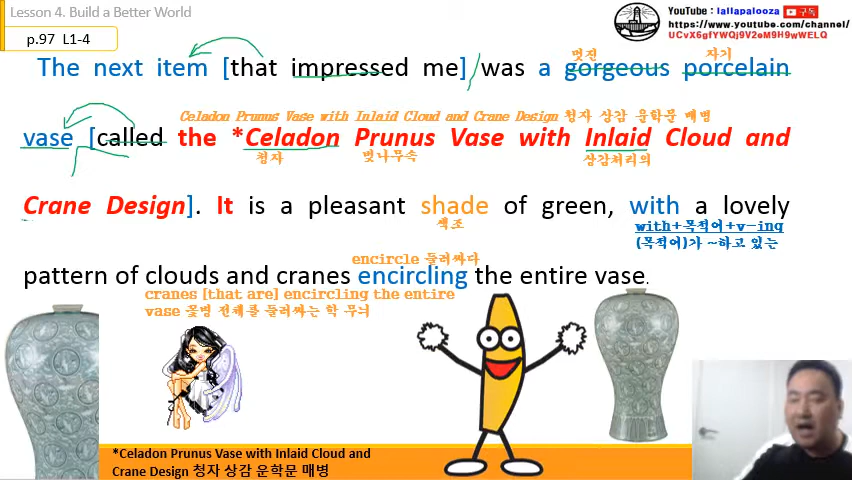 Lesson 4. Build a Better World
p.97 L1-4
YouTube : lallapalooza 구독
https://www.youtube.com/channel/
UCvX6gfYWQj9V2eM9H9wWELQ
멋진 자기
The next item [that impressed me] was a gorgeous porcelain
Celadon Prunus Vase with Inlaid Cloud and Crane Design 청자 상감 운학문 매병
vase [called the *Celadon Prunus Vase with Inlaid Cloud and
청자 벚나무속 상감처리의
Crane Design]. It is a pleasant shade of green, with a lovely
색조 with+목적어+v-ing
(목적어)가 ~하고 있는
encircle 둘러싸다
pattern of clouds and cranes encircling the entire vase.
cranes [that are] encircling the entire
vase 꽃병 전체를 둘러싸는 학 무늬
*Celadon Prunus Vase with Inlaid Cloud and
Crane Design 청자 상감 운학문 매병